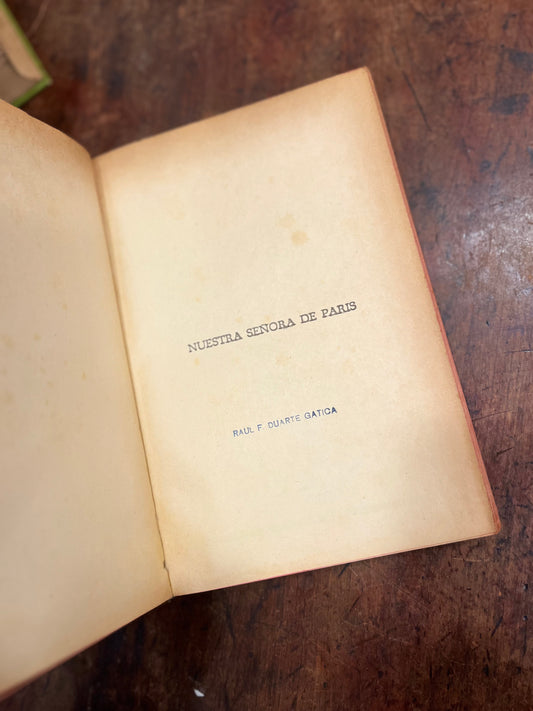 NUESTRA SEÑORA DE PARIS
RAUL F. DUARTE GATICA